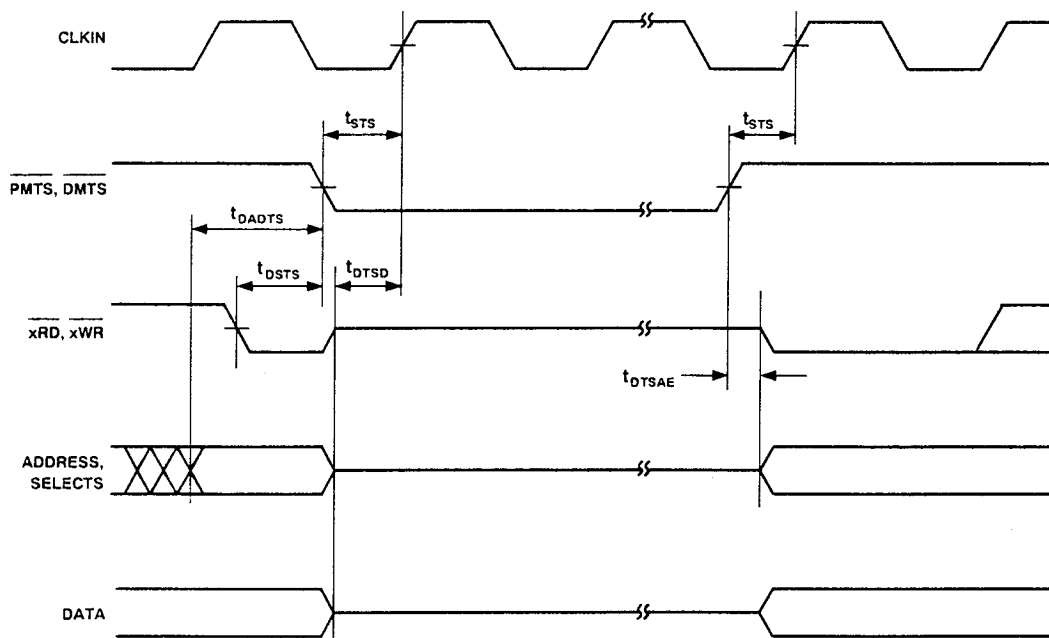 CLKIN
tSTS
tSTS
PMTS, DMTS
tDADTS
tDSTS
tDTSD
xRD, xWR
tDTSAE
ADDRESS,
SELECTS
DATA